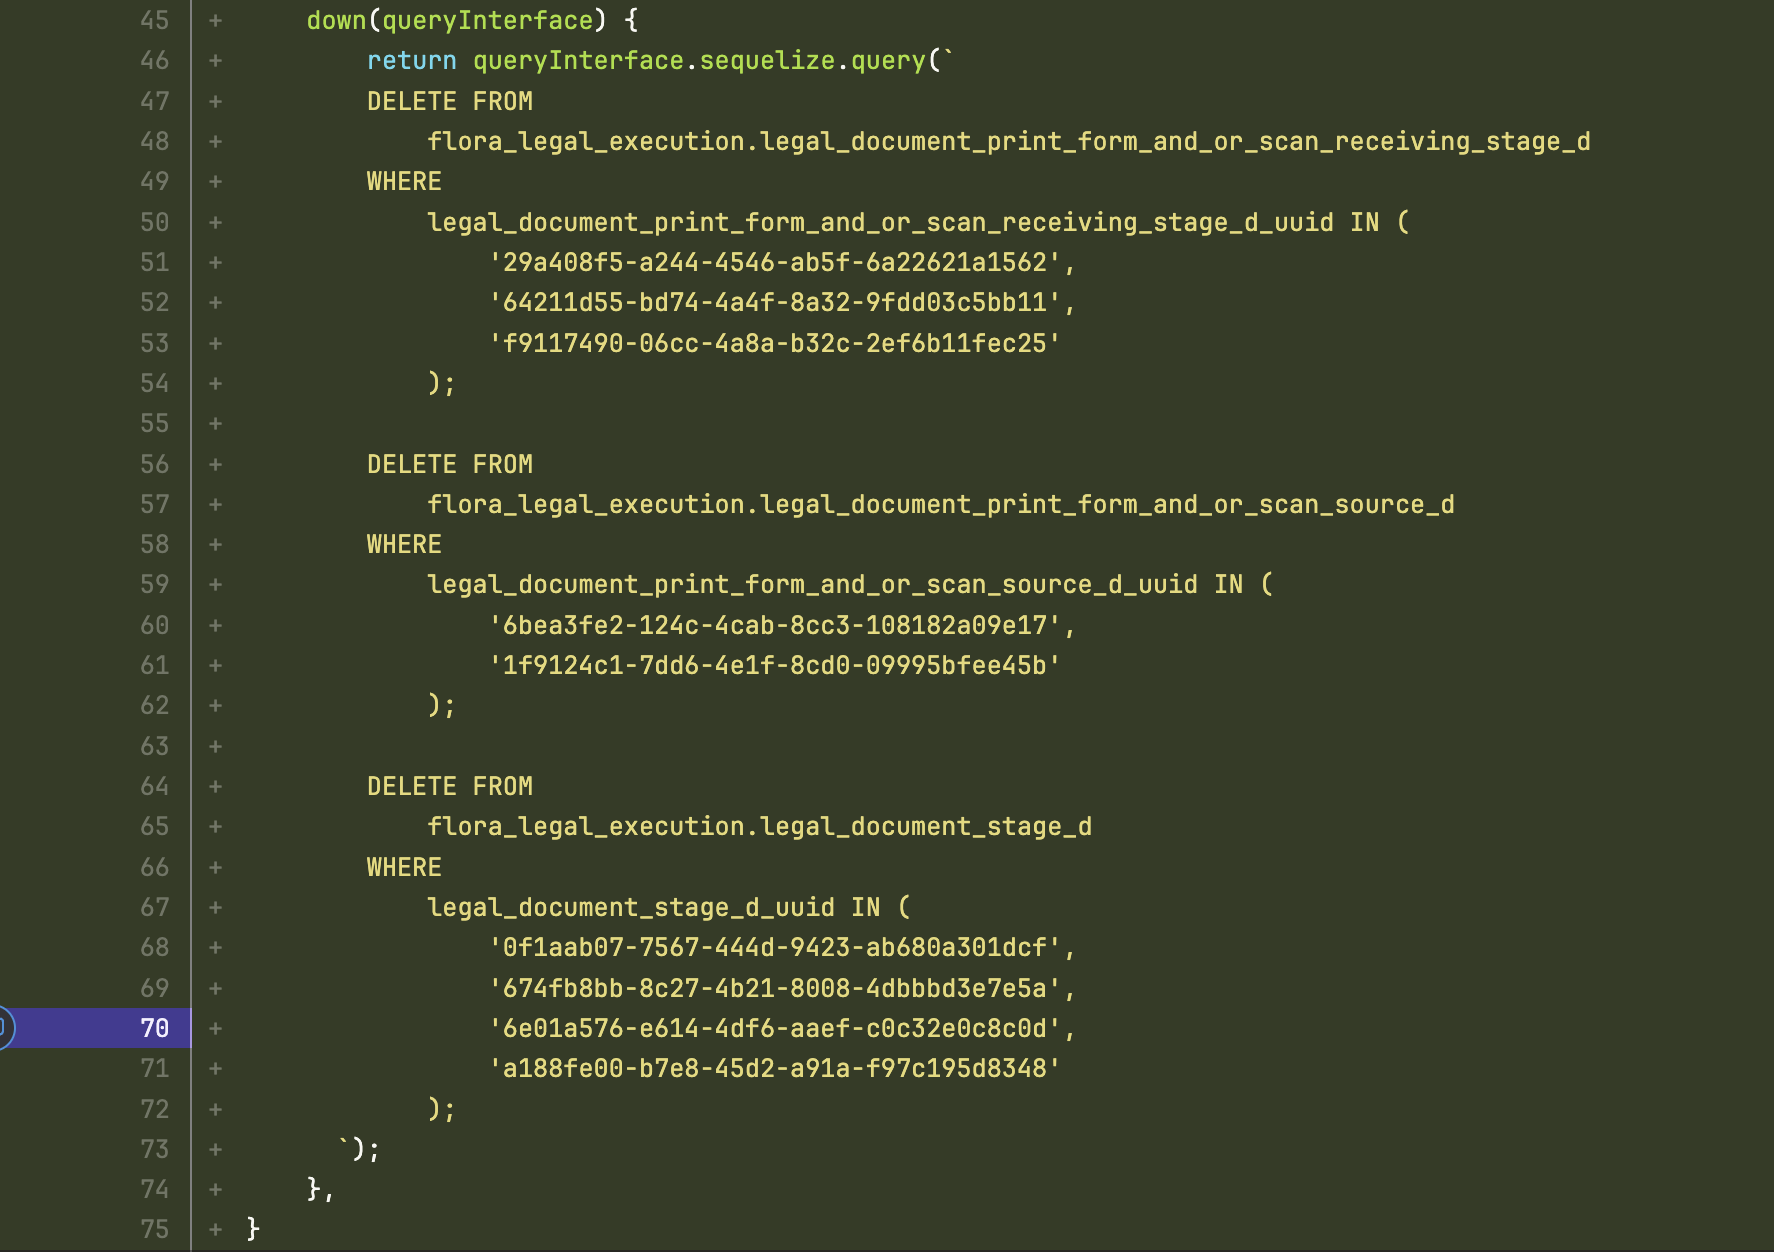 45 + down(queryInterface) {
46 + return queryInterface.sequelize.query(`
47 + DELETE FROM
48 + flora_legal_execution.legal_document_print_form_and_or_scan_receiving_stage_d
49 + WHERE
50 + legal_document_print_form_and_or_scan_receiving_stage_d_uuid IN (
51 + '29a408f5-a244-4546-ab5f-6a22621a1562',
52 + '64211d55-bd74-4a4f-8a32-9fdd03c5bb11',
53 + 'f9117490-06cc-4a8a-b32c-2ef6b11fec25'
54 + );
55 +
56 + DELETE FROM
57 + flora_legal_execution.legal_document_print_form_and_or_scan_source_d
58 + WHERE
59 + legal_document_print_form_and_or_scan_source_d_uuid IN (
60 + '6bea3fe2-124c-4cab-8cc3-108182a09e17',
61 + '1f9124c1-7dd6-4e1f-8cd0-09995bfee45b'
62 + );
63 +
64 + DELETE FROM
65 + flora_legal_execution.legal_document_stage_d
66 + WHERE
67 + legal_document_stage_d_uuid IN (
68 + '0f1aab07-7567-444d-9423-ab680a301dcf',
69 + '674fb8bb-8c27-4b21-8008-4dbbbd3e7e5a',
70 + '6e01a576-e614-4df6-aaef-c0c32e0c8c0d',
71 + 'a188fe00-b7e8-45d2-a91a-f97c195d8348'
72 + );
73 + `);
74 + },
75 + }